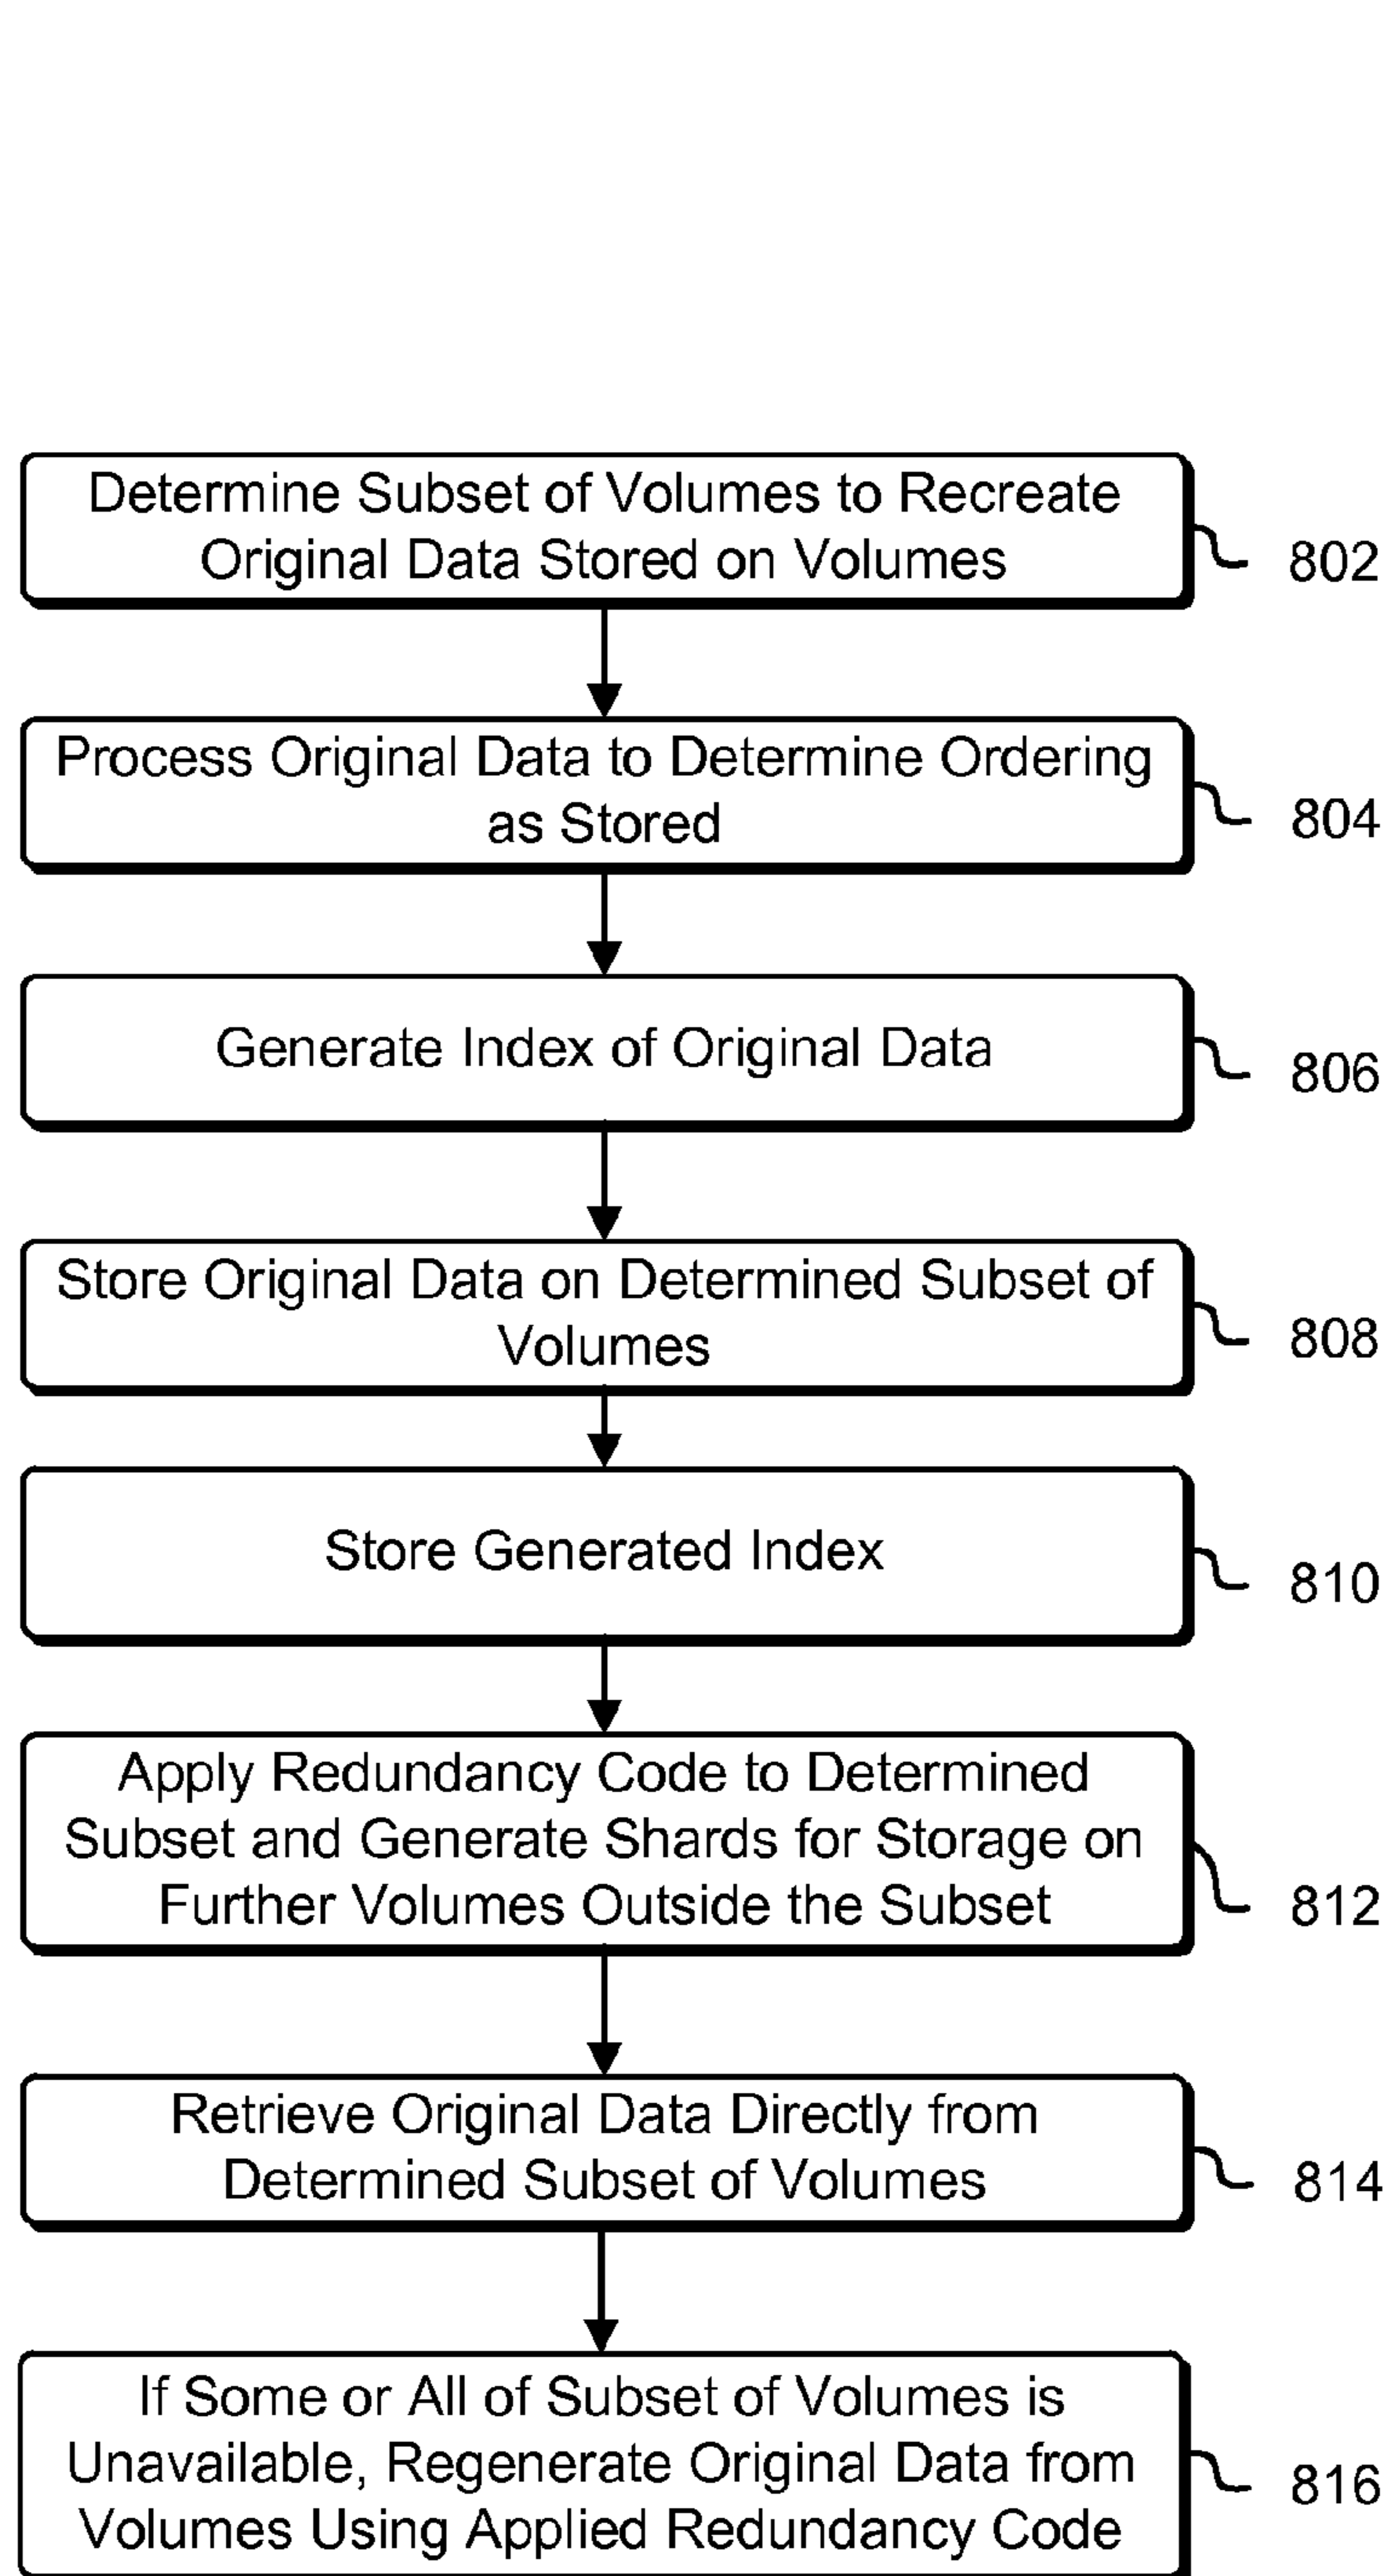 Determine Subset of Volumes to Recreate
Original Data Stored on Volumes
802
Process Original Data to Determine Ordering
as Stored
804
Generate Index of Original Data
806
Store Original Data on Determined Subset of
Volumes
808
Store Generated Index
810
Apply Redundancy Code to Determined
Subset and Generate Shards for Storage on
Further Volumes Outside the Subset
812
Retrieve Original Data Directly from
Determined Subset of Volumes
814
If Some or All of Subset of Volumes is
Unavailable, Regenerate Original Data from
Volumes Using Applied Redundancy Code
816